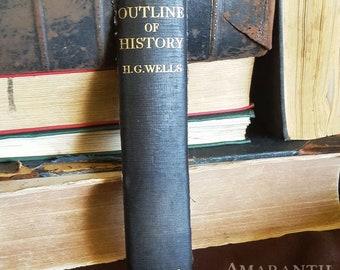 OUTLINE
OF
HISTORY
H.G.WELLS
AMARANTH